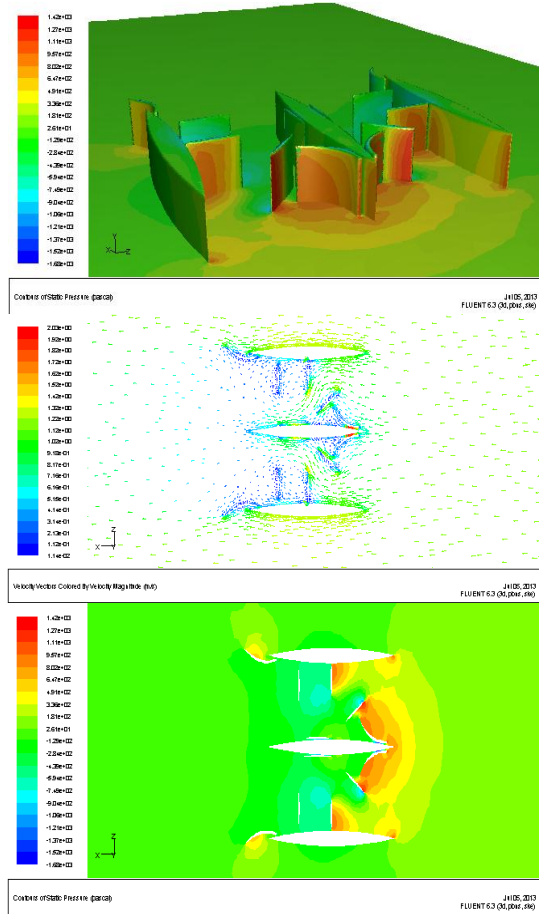 1.42e+03
1.27e+03
1.11e+03
9.57e+02
8.02e+02
6.47e+02
4.91e+02
3.36e+02
1.81e+02
2.61e+01
-1.29e+02
-2.84e+02
-4.39e+02
-5.94e+02
-7.49e+02
-9.04e+02
-1.06e+03
-1.21e+03
-1.37e+03
-1.52e+03
-1.68e+03
Y
X Z
Contours of Static Pressure (pascal)
Jul 05, 2013
FLUENT 6.3 (3d, pbns, ske)
2.03e+00
1.92e+00
1.82e+00
1.72e+00
1.62e+00
1.52e+00
1.42e+00
1.32e+00
1.22e+00
1.12e+00
1.02e+00
9.18e-01
8.17e-01
7.16e-01
6.16e-01
5.15e-01
4.14e-01
3.14e-01
2.13e-01
1.12e-01
1.14e-02
Z
X Y
Velocity Vectors Colored By Velocity Magnitude (m/s)
Jul 05, 2013
FLUENT 6.3 (3d, pbns, ske)
1.42e+03
1.27e+03
1.11e+03
9.57e+02
8.02e+02
6.47e+02
4.91e+02
3.36e+02
1.81e+02
2.61e+01
-1.29e+02
-2.84e+02
-4.39e+02
-5.94e+02
-7.49e+02
-9.04e+02
-1.06e+03
-1.21e+03
-1.37e+03
-1.52e+03
-1.68e+03
Z
X Y
Contours of Static Pressure (pascal)
Jul 05, 2013
FLUENT 6.3 (3d, pbns, ske)